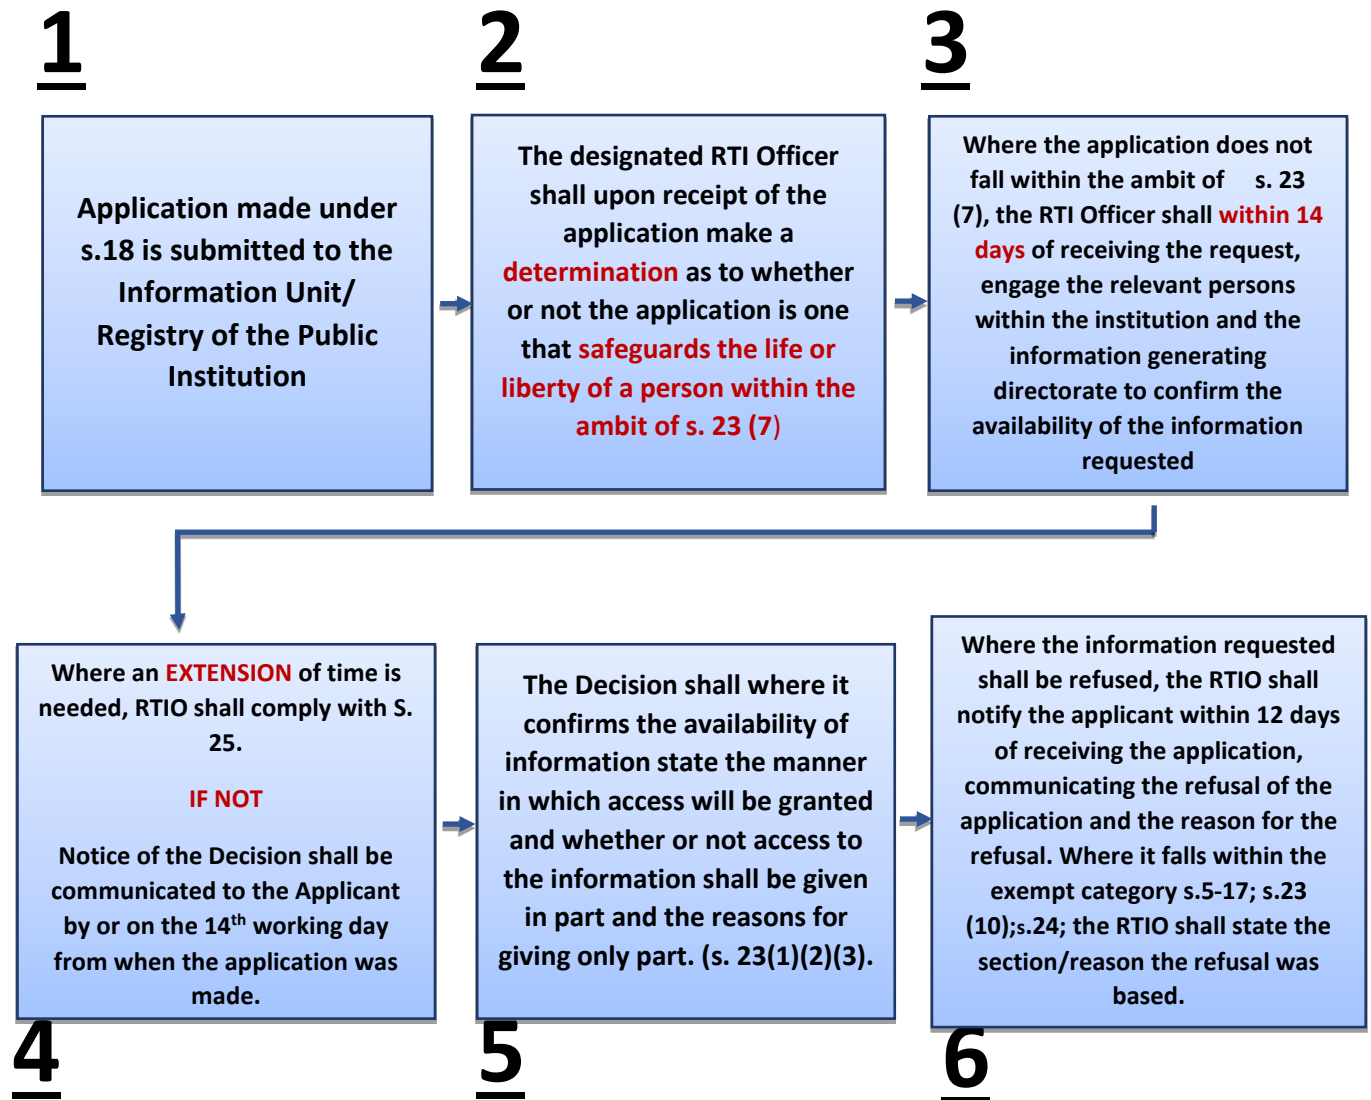 1
2
3
Application made under
s.18 is submitted to the
Information Unit/
Registry of the Public
Institution
The designated RTI Officer
shall upon receipt of the
application make a
determination as to whether
or not the application is one
that safeguards the life or
liberty of a person within the
ambit of s. 23 (7)
Where the application does not
fall within the ambit of s. 23
(7), the RTI Officer shall within 14
days of receiving the request,
engage the relevant persons
within the institution and the
information generating
directorate to confirm the
availability of the information
requested
Where an EXTENSION of time is
needed, RTIO shall comply with S.
25.
IF NOT
Notice of the Decision shall be
communicated to the Applicant
by or on the 14th working day
from when the application was
made.
The Decision shall where it
confirms the availability of
information state the manner
in which access will be granted
and whether or not access to
the information shall be given
in part and the reasons for
giving only part. (s. 23(1)(2)(3).
Where the information requested
shall be refused, the RTIO shall
notify the applicant within 12 days
of receiving the application,
communicating the refusal of the
application and the reason for the
refusal. Where it falls within the
exempt category s.5-17; s.23
(10);s.24; the RTIO shall state the
section/reason the refusal was
based.
4
5
6